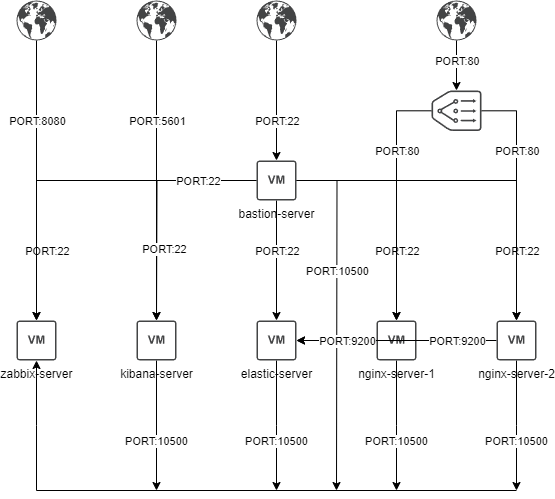 PORT:80
PORT:8080
PORT:5601
PORT:22
PORT:80
PORT:80
VM
PORT:22
bastion-server
PORT:22
PORT:22
PORT:22
PORT:22
PORT:22
PORT:10500
VM
VM
VM
PORT:9200
VM
PORT:9200
VM
zabbix-server
kibana-server
elastic-server
nginx-server-1
nginx-server-2
PORT:10500
PORT:10500
PORT:10500
PORT:10500